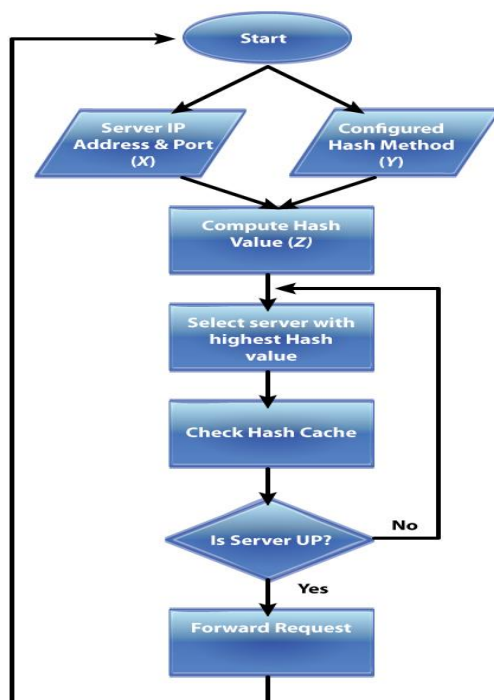 Start
Server IP
Address & Port
(X)
Configured
Hash Method
(Y)
Compute Hash
Value (Z)
Select server with
highest Hash
value
Check Hash Cache
Is Server UP?
No
Yes
Forward Request